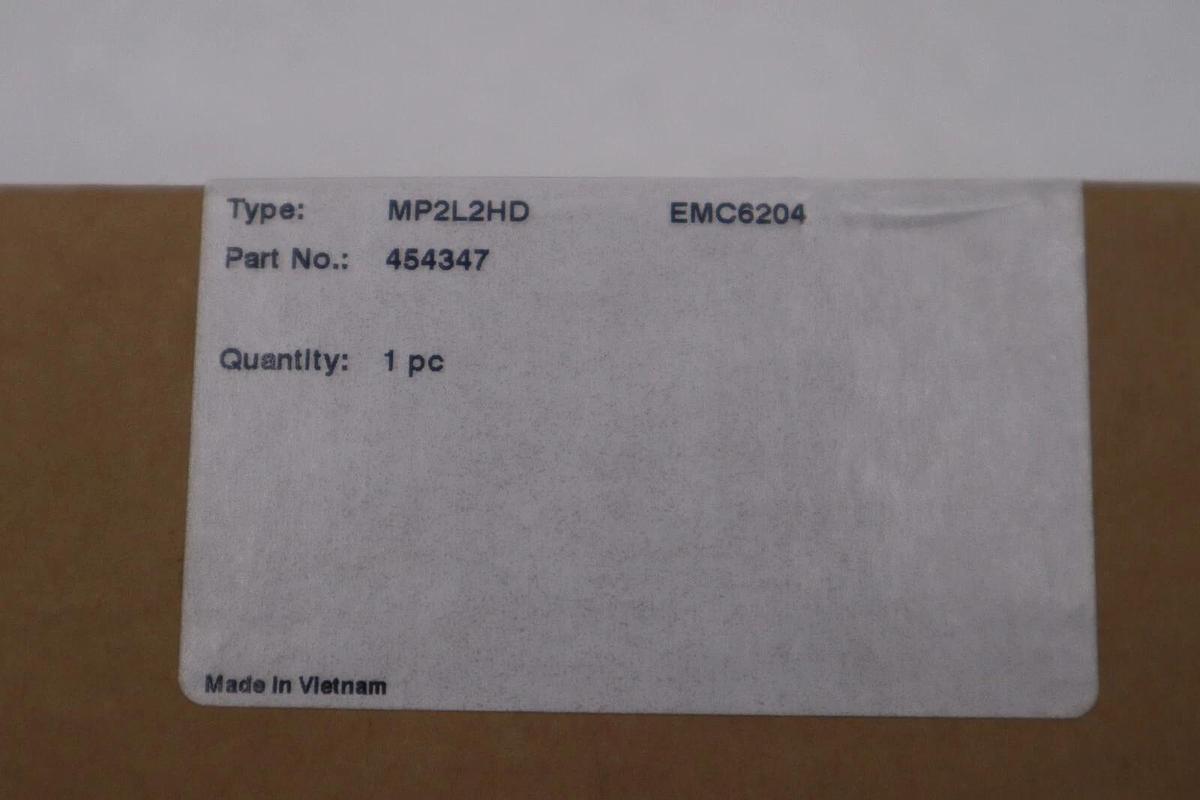 Type: MP2L2HD EMC6204
Part No.: 454347
Quantity: 1 pc
Made in Vietnam